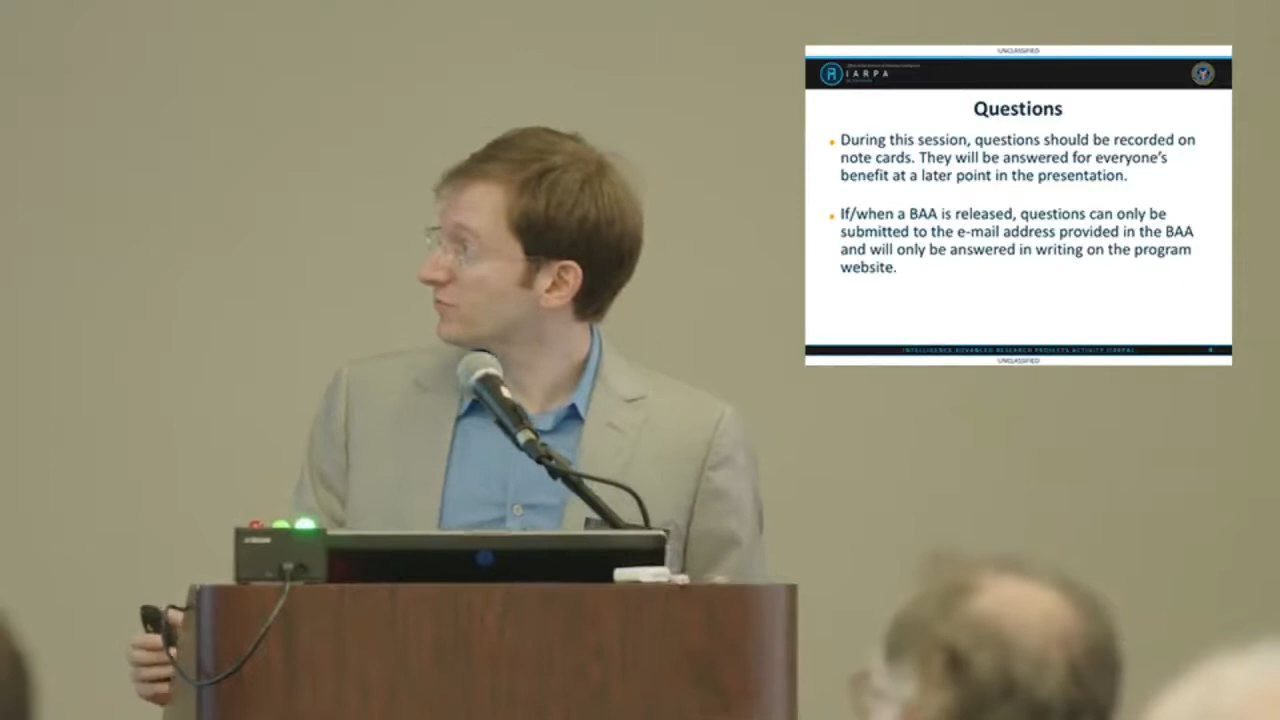 UNCLASSIFIED
IARPA
Questions
During this session, questions should be recorded on
note cards. They will be answered for everyone's
benefit at a later point in the presentation.
If/when a BAA is released, questions can only be
submitted to the e-mail address provided in the BAA
and will only be answered in writing on the program
website.
INTELLIGENCE ADVANCED RESEARCH PROJECTS ACTIVITY (IARPA)
UNCLASSIFIED